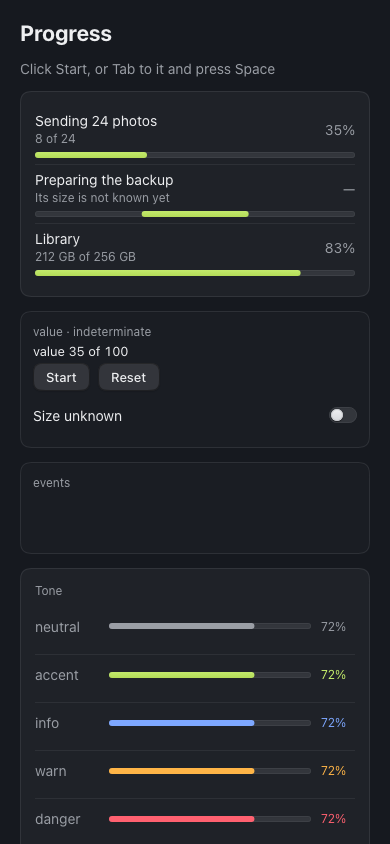 Progress
Click Start, or Tab to it and press Space
Sending 24 photos
35%
8 of 24
Preparing the backup
—
Its size is not known yet
Library
83%
212 GB of 256 GB
value · indeterminate
value 35 of 100
Start Reset
Size unknown
events
Tone
neutral 72%
accent 72%
info 72%
warn 72%
danger 72%